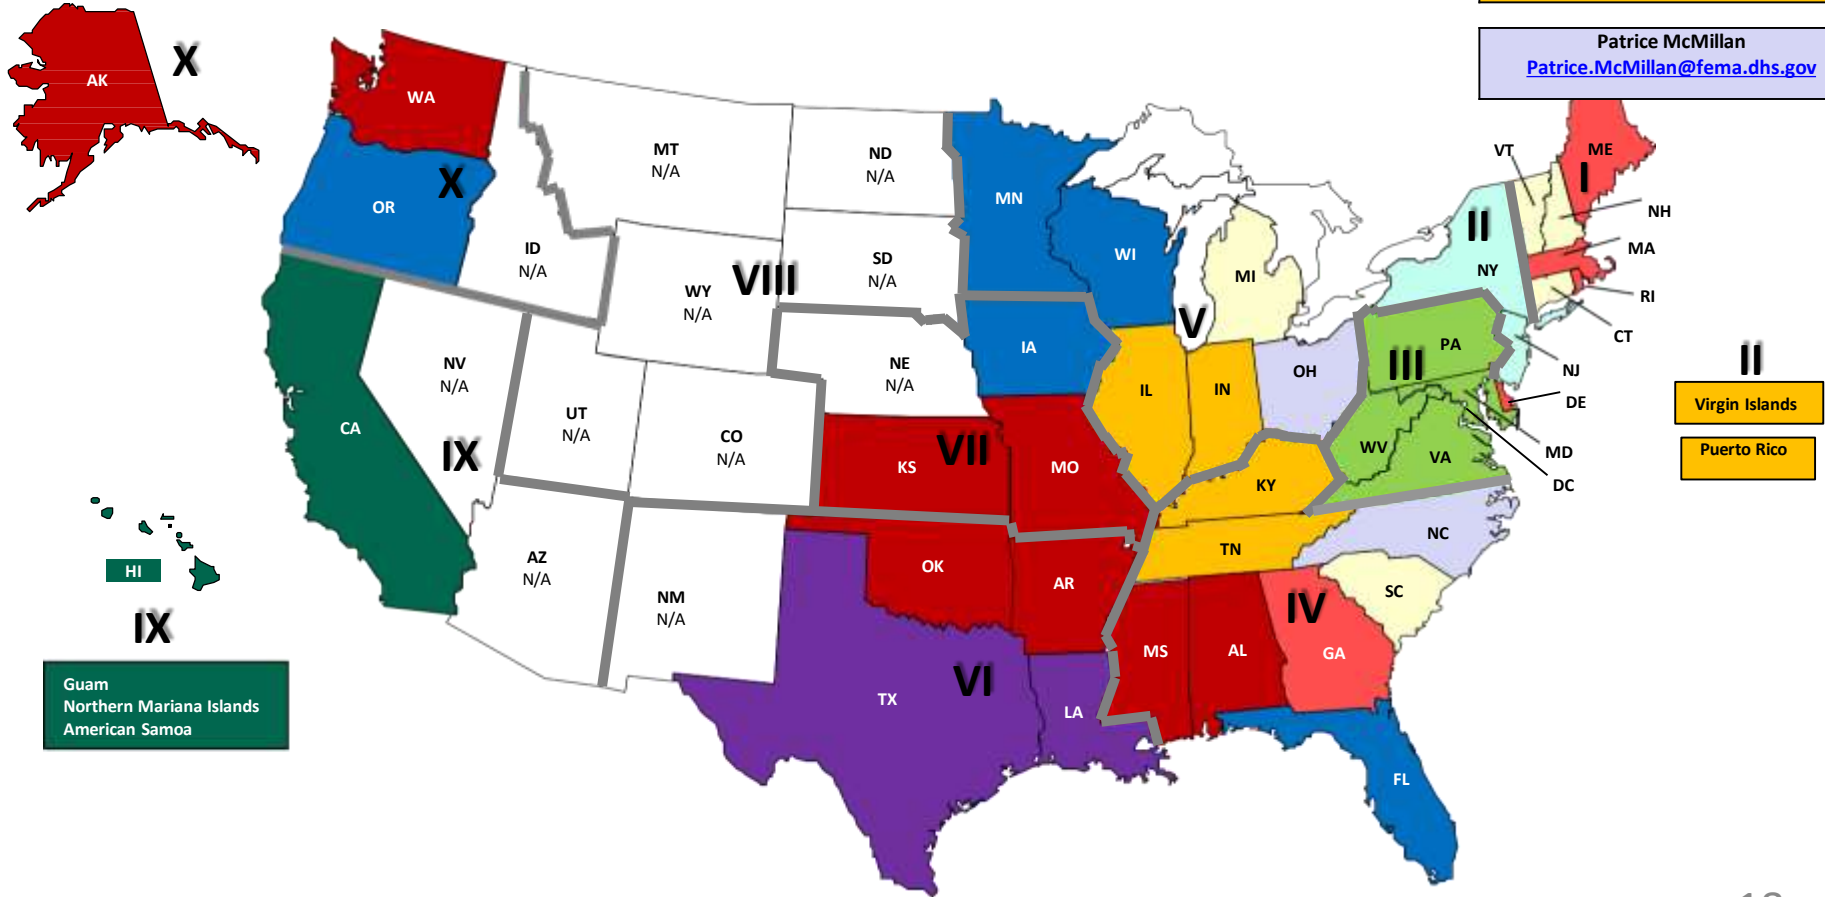 Patrice McMillan
Patrice.McMillan@fema.dhs.gov
X
AK
WA
MT
N/A
ND
N/A
VT
ME
I
X
OR
MN
NH
II
MA
ID
N/A
SD
N/A
WI
MI
NY
VIII
WY
N/A
RI
V
CT
IA
PA
II
NV
N/A
NE
N/A
OH
III
NJ
IL
IN
DE
Virgin Islands
UT
N/A
CA
CO
N/A
IX
VII
KS
MO
WV
VA
MD
Puerto Rico
KY
DC
NC
TN
AZ
N/A
HI
OK
AR
SC
NM
N/A
IX
IV
MS
AL
GA
Guam
Northern Mariana Islands
American Samoa
VI
TX
LA
FL